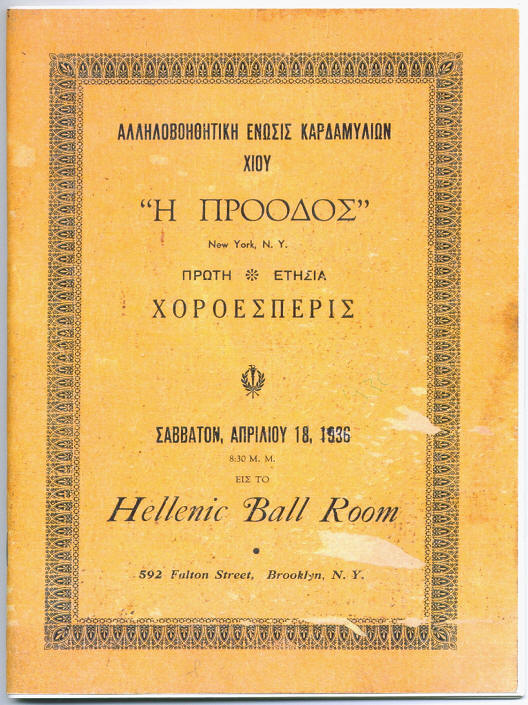 ΑΛΛΗΛΟΒΟΗΘΗΤΙΚΗ ΕΝΩΣΙΣ ΚΑΡΔΑΜΥΛΙΩΝ
ΧΙΟΥ
“Η ΠΡΟΟΔΟΣ”
New York, N. Y.
ΠΡΩΤΗ ❊ ΕΤΗΣΙΑ
ΧΟΡΟΕΣΠΕΡΙΣ
ΣΑΒΒΑΤΟΝ, ΑΠΡΙΛΙΟΥ 18, 1936
8:30 Μ. Μ.
ΕΙΣ ΤΟ
Hellenic Ball Room
592 Fulton Street, Brooklyn, N. Y.